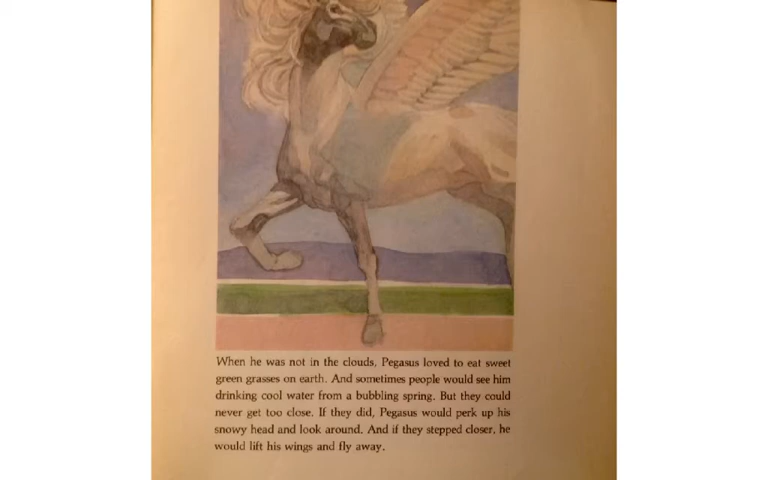 When he was not in the clouds, Pegasus loved to eat sweet
green grasses on earth. And sometimes people would see him
drinking cool water from a bubbling spring. But they could
never get too close. If they did, Pegasus would perk up his
snowy head and look around. And if they stepped closer, he
would lift his wings and fly away.